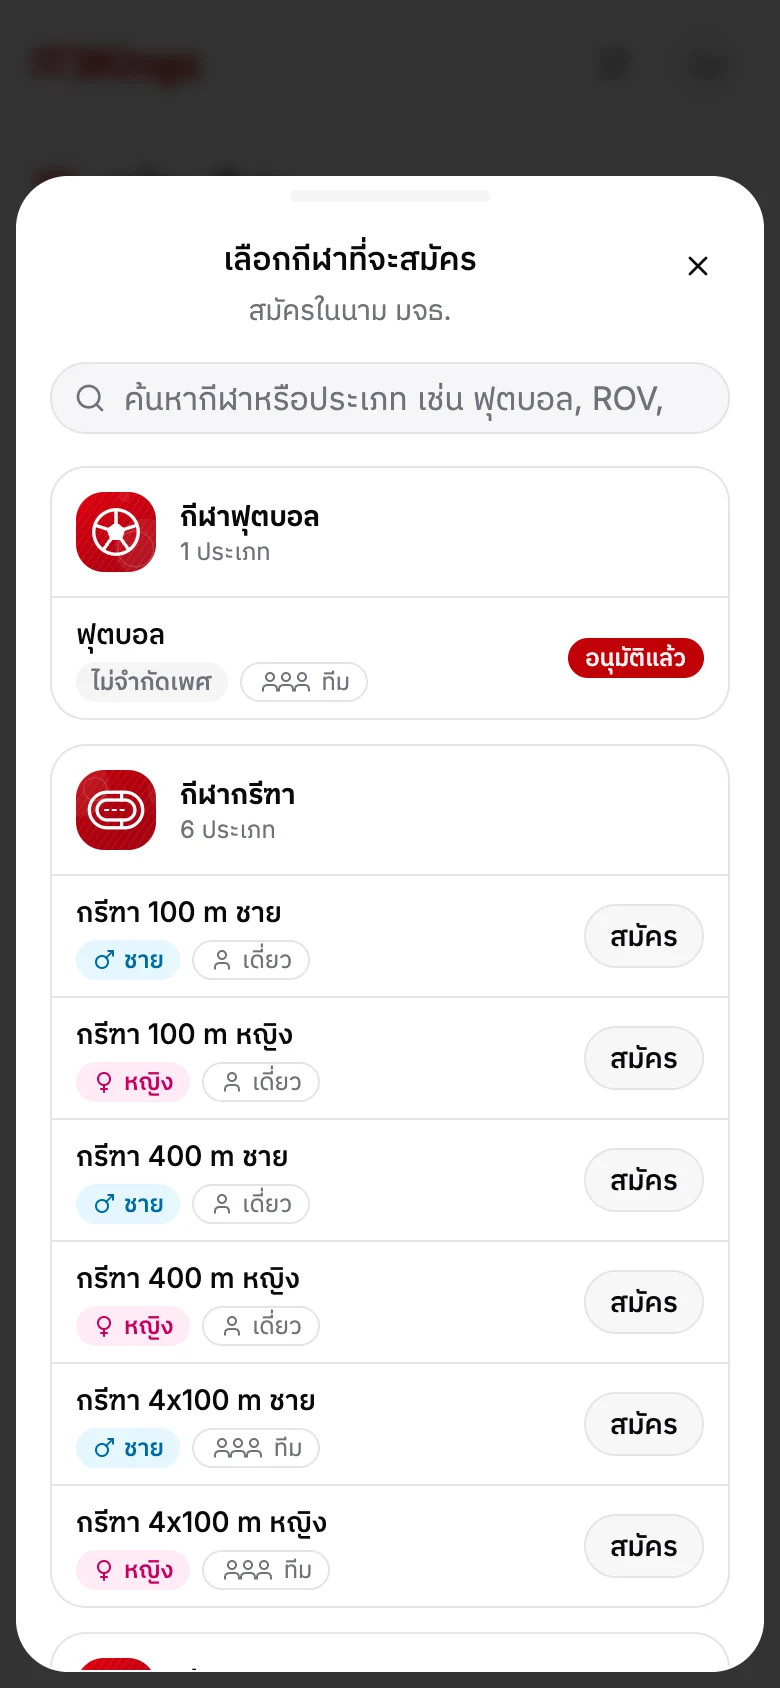 เลือกกีฬาที่จะสมัคร
สมัครในนาม มจธ.
ค้นหากีฬาหรือประเภท เช่น ฟุตบอล, ROV,
กีฬาฟุตบอล
1 ประเภท
ฟุตบอล
ไม่จำกัดเพศ
ทีม
อนุมัติแล้ว
กีฬากรีฑา
6 ประเภท
กรีฑา 100 m ชาย
ชาย
เดี่ยว
สมัคร
กรีฑา 100 m หญิง
หญิง
เดี่ยว
สมัคร
กรีฑา 400 m ชาย
ชาย
เดี่ยว
สมัคร
กรีฑา 400 m หญิง
หญิง
เดี่ยว
สมัคร
กรีฑา 4x100 m ชาย
ชาย
ทีม
สมัคร
กรีฑา 4x100 m หญิง
หญิง
ทีม
สมัคร